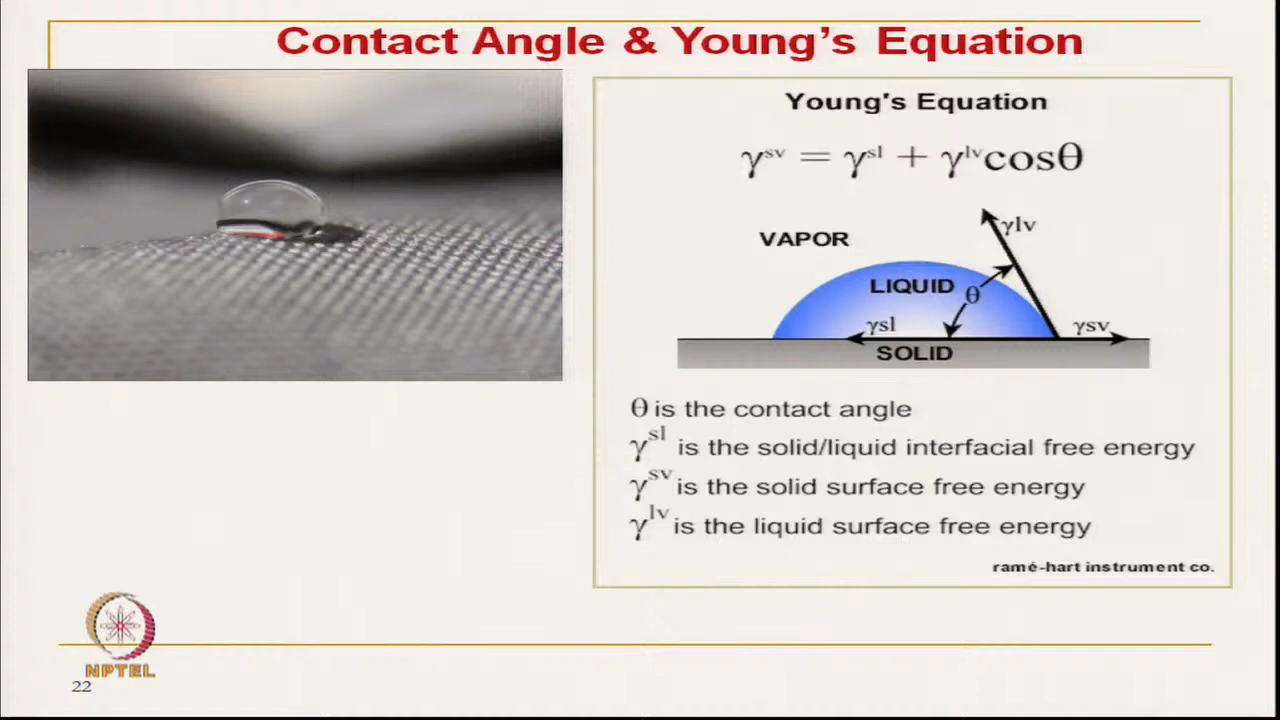 Contact Angle & Young's Equation
Young's Equation
γˢᵛ = γˢˡ + γˡᵛcosθ
γlv
VAPOR
LIQUID
θ
γsl
γsv
SOLID
θ is the contact angle
γˢˡ is the solid/liquid interfacial free energy
γˢᵛ is the solid surface free energy
γˡᵛ is the liquid surface free energy
ramé-hart instrument co.
NPTEL
22